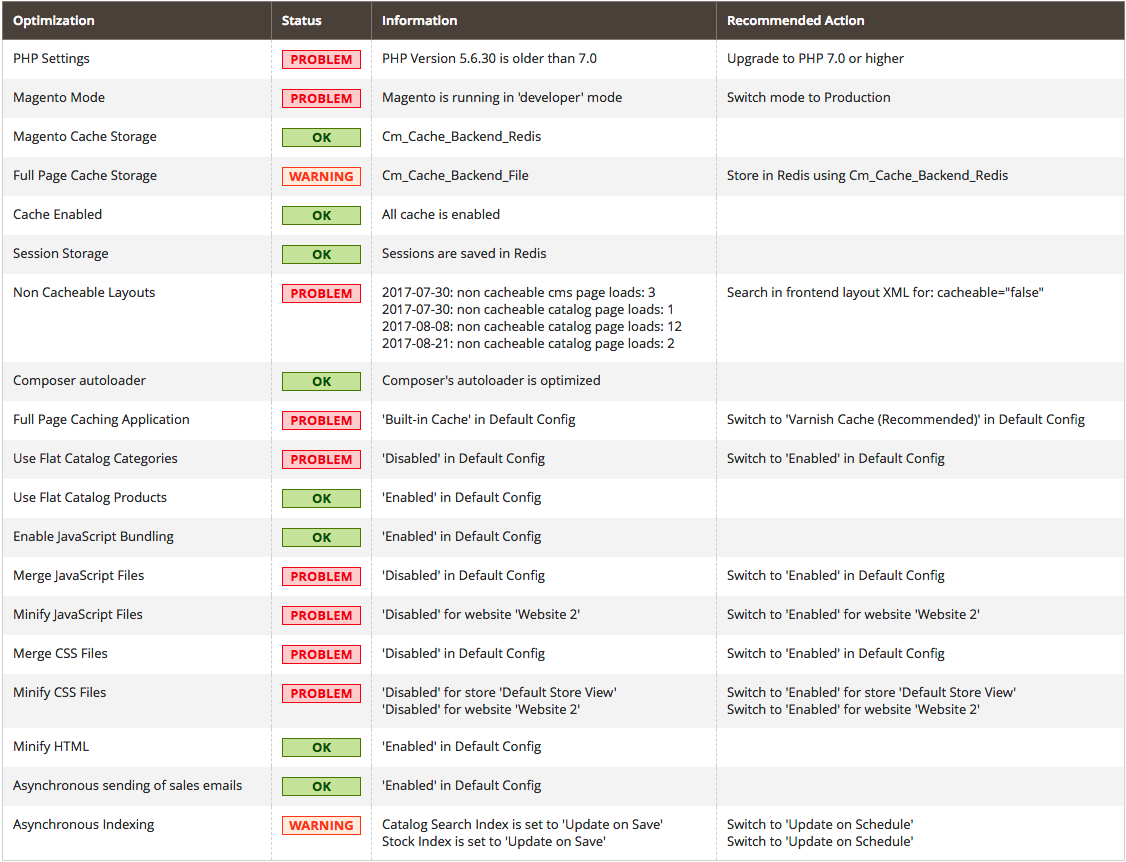 Optimization Status Information Recommended Action
PHP Settings PROBLEM PHP Version 5.6.30 is older than 7.0 Upgrade to PHP 7.0 or higher
Magento Mode PROBLEM Magento is running in 'developer' mode Switch mode to Production
Magento Cache Storage OK Cm_Cache_Backend_Redis
Full Page Cache Storage WARNING Cm_Cache_Backend_File Store in Redis using Cm_Cache_Backend_Redis
Cache Enabled OK All cache is enabled
Session Storage OK Sessions are saved in Redis
Non Cacheable Layouts PROBLEM 2017-07-30: non cacheable cms page loads: 3 Search in frontend layout XML for: cacheable="false"
2017-07-30: non cacheable catalog page loads: 1
2017-08-08: non cacheable catalog page loads: 12
2017-08-21: non cacheable catalog page loads: 2
Composer autoloader OK Composer's autoloader is optimized
Full Page Caching Application PROBLEM 'Built-in Cache' in Default Config Switch to 'Varnish Cache (Recommended)' in Default Config
Use Flat Catalog Categories PROBLEM 'Disabled' in Default Config Switch to 'Enabled' in Default Config
Use Flat Catalog Products OK 'Enabled' in Default Config
Enable JavaScript Bundling OK 'Enabled' in Default Config
Merge JavaScript Files PROBLEM 'Disabled' in Default Config Switch to 'Enabled' in Default Config
Minify JavaScript Files PROBLEM 'Disabled' for website 'Website 2' Switch to 'Enabled' for website 'Website 2'
Merge CSS Files PROBLEM 'Disabled' in Default Config Switch to 'Enabled' in Default Config
Minify CSS Files PROBLEM 'Disabled' for store 'Default Store View' Switch to 'Enabled' for store 'Default Store View'
'Disabled' for website 'Website 2' Switch to 'Enabled' for website 'Website 2'
Minify HTML OK 'Enabled' in Default Config
Asynchronous sending of sales emails OK 'Enabled' in Default Config
Asynchronous Indexing WARNING Catalog Search Index is set to 'Update on Save' Switch to 'Update on Schedule'
Stock Index is set to 'Update on Save' Switch to 'Update on Schedule'